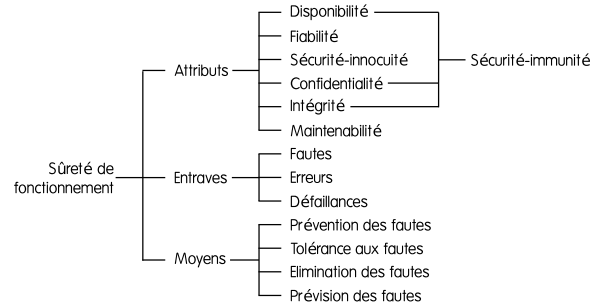 Disponibilité
Fiabilité
Sécurité-innocuité
Sécurité-immunité
Attributs
Confidentialité
Intégrité
Maintenabilité
Sûreté de
fonctionnement
Entraves
Fautes
Erreurs
Défaillances
Moyens
Prévention des fautes
Tolérance aux fautes
Elimination des fautes
Prévision des fautes